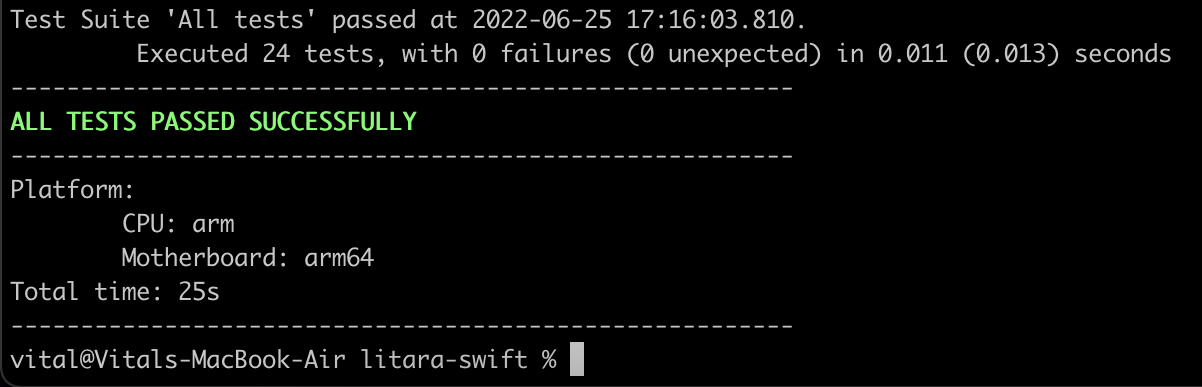 Test Suite 'All tests' passed at 2022-06-25 17:16:03.810.
Executed 24 tests, with 0 failures (0 unexpected) in 0.011 (0.013) seconds
--------------------------------------------------------
ALL TESTS PASSED SUCCESSFULLY
--------------------------------------------------------
Platform:
CPU: arm
Motherboard: arm64
Total time: 25s
--------------------------------------------------------
vital@Vitals-MacBook-Air litara-swift %